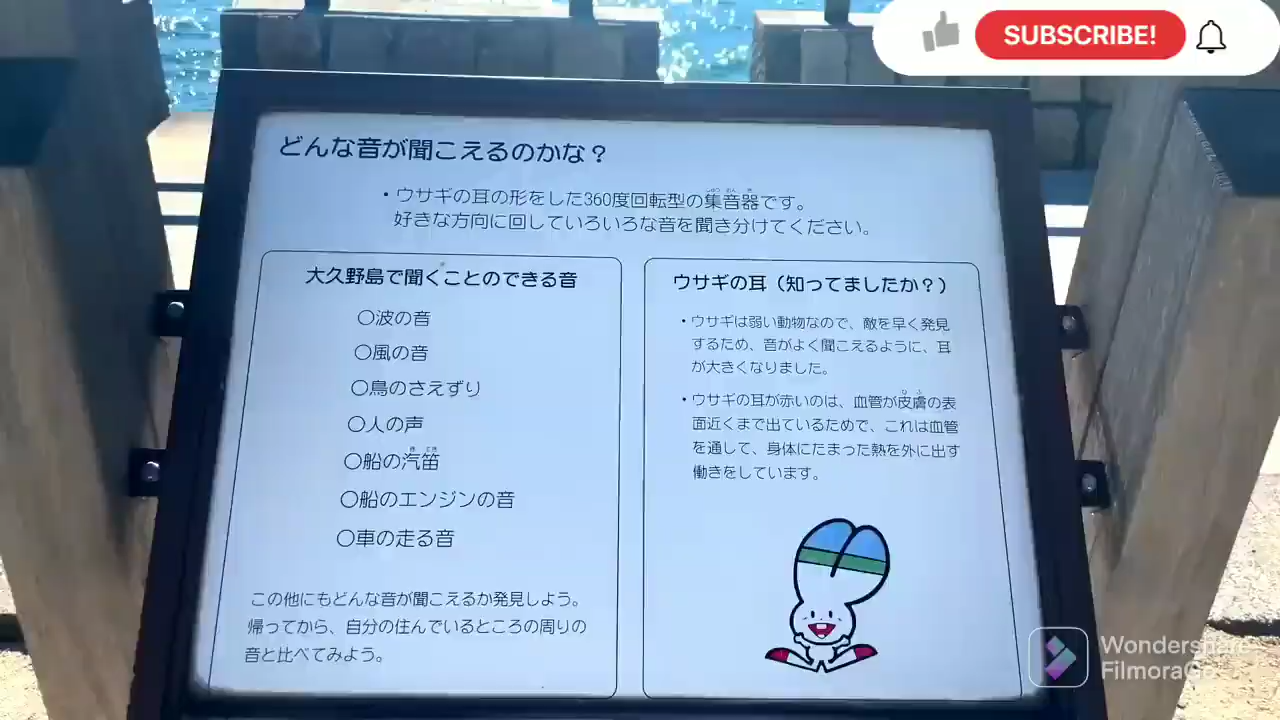 SUBSCRIBE!
どんな音が聞こえるのかな？
・ウサギの耳の形をした360度回転型の集音器です。
好きな方向に回していろいろな音を聞き分けてください。
大久野島で聞くことのできる音
○波の音
○風の音
○鳥のさえずり
○人の声
○船の汽笛
○船のエンジンの音
○車の走る音
この他にもどんな音が聞こえるか発見しよう。
帰ってから、自分の住んでいるところの周りの
音と比べてみよう。
ウサギの耳（知ってましたか？）
・ウサギは弱い動物なので、敵を早く発見
するため、音がよく聞こえるように、耳
が大きくなりました。
・ウサギの耳が赤いのは、血管が皮膚の表
面近くまで出ているためで、これは血管
を通して、身体にたまった熱を外に出す
働きをしています。
Wondershare
FilmoraGo